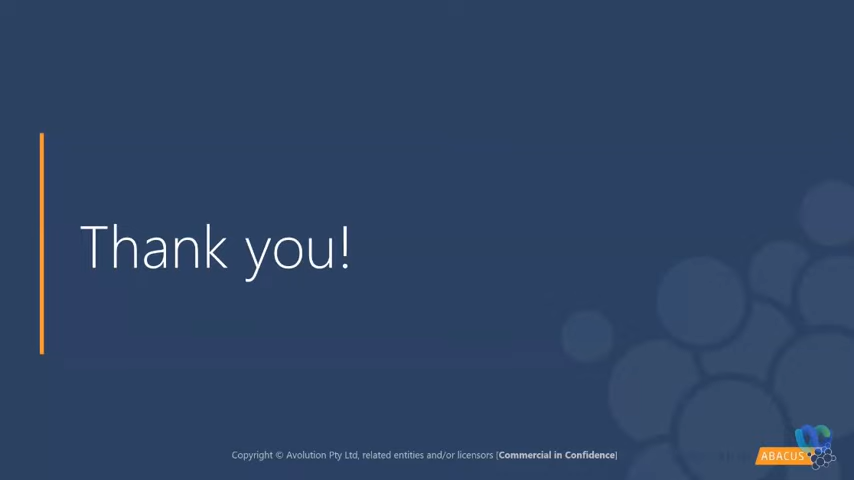 Thank you!
Copyright © Avolution Pty Ltd, related entities and/or licensors [Commercial in Confidence]
ABACUS